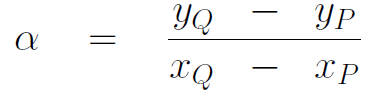 α = (y_Q − y_P) / (x_Q − x_P)